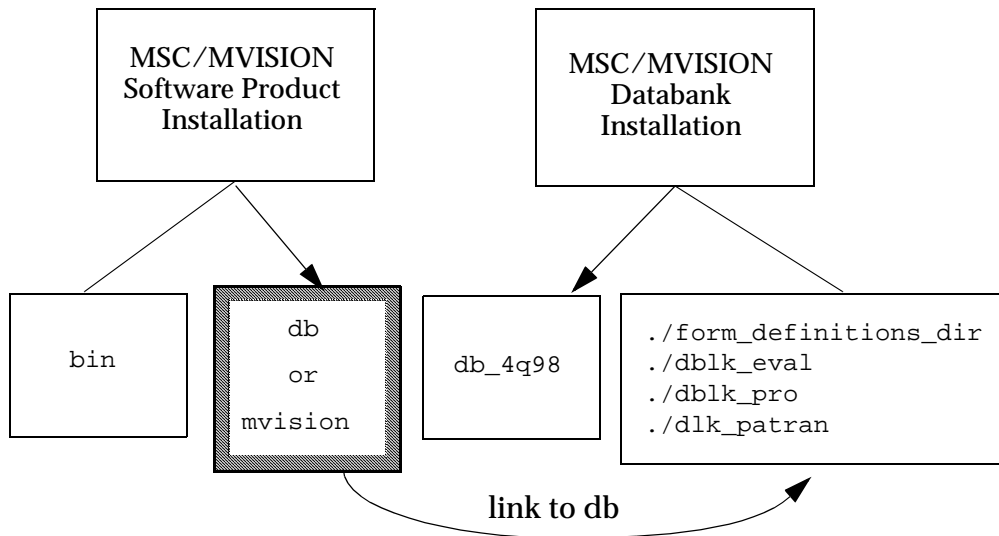 MSC/MVISION
Software Product
Installation
MSC/MVISION
Databank
Installation
bin
db
or
mvision
db_4q98
./form_definitions_dir
./dblk_eval
./dblk_pro
./dlk_patran
link to db